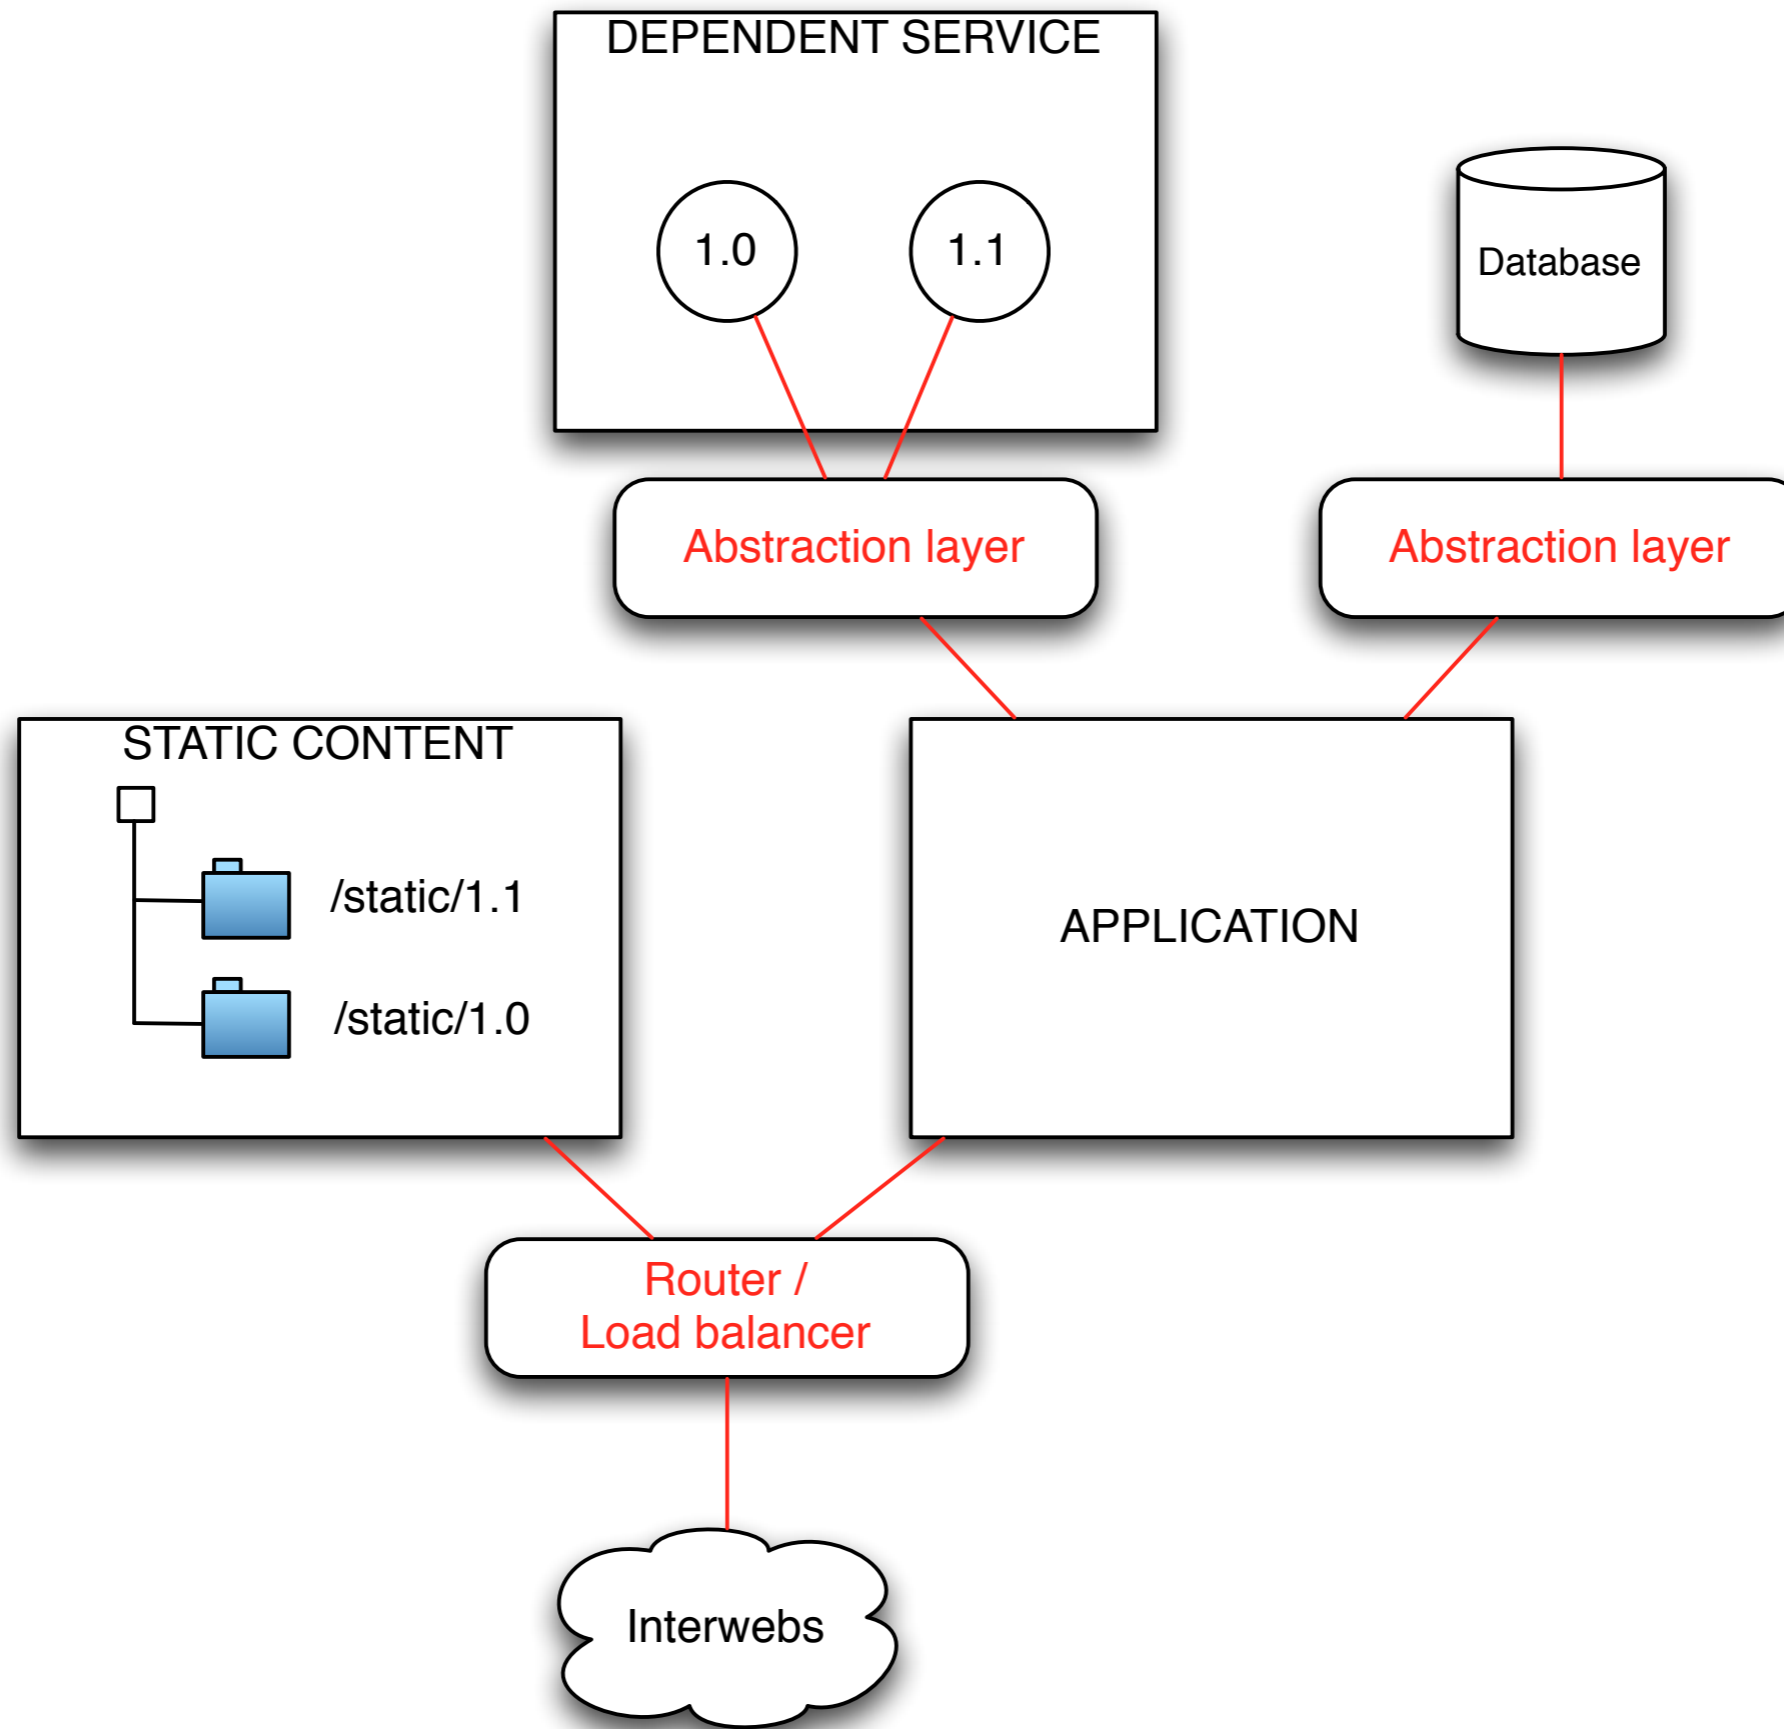 DEPENDENT SERVICE
1.0
1.1
Database
Abstraction layer
Abstraction layer
STATIC CONTENT
/static/1.1
/static/1.0
APPLICATION
Router /
Load balancer
Interwebs